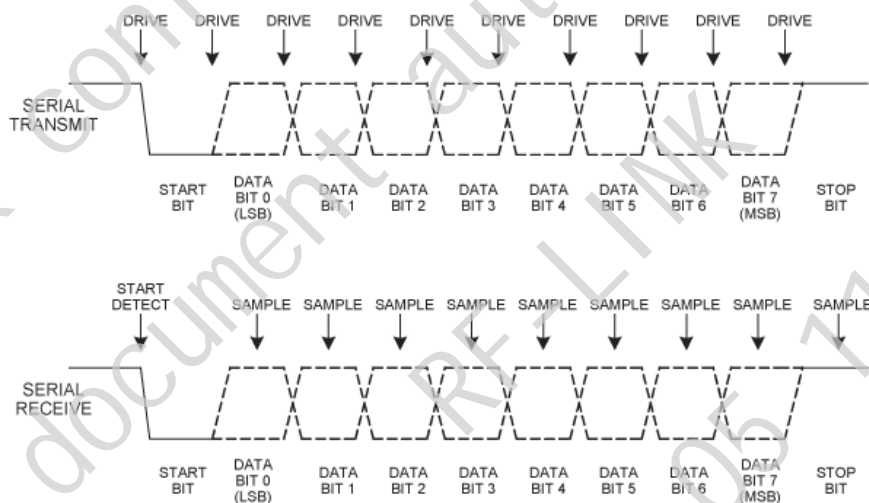 DRIVE DRIVE DRIVE DRIVE DRIVE DRIVE DRIVE DRIVE DRIVE DRIVE
SERIAL
TRANSMIT
START
BIT
DATA
BIT 0
(LSB)
DATA
BIT 1
DATA
BIT 2
DATA
BIT 3
DATA
BIT 4
DATA
BIT 5
DATA
BIT 6
DATA
BIT 7
(MSB)
STOP
BIT
START
DETECT
SAMPLE SAMPLE SAMPLE SAMPLE SAMPLE SAMPLE SAMPLE SAMPLE SAMPLE
SERIAL
RECEIVE
START
BIT
DATA
BIT 0
(LSB)
DATA
BIT 1
DATA
BIT 2
DATA
BIT 3
DATA
BIT 4
DATA
BIT 5
DATA
BIT 6
DATA
BIT 7
(MSB)
STOP
BIT
document
RF-LINK